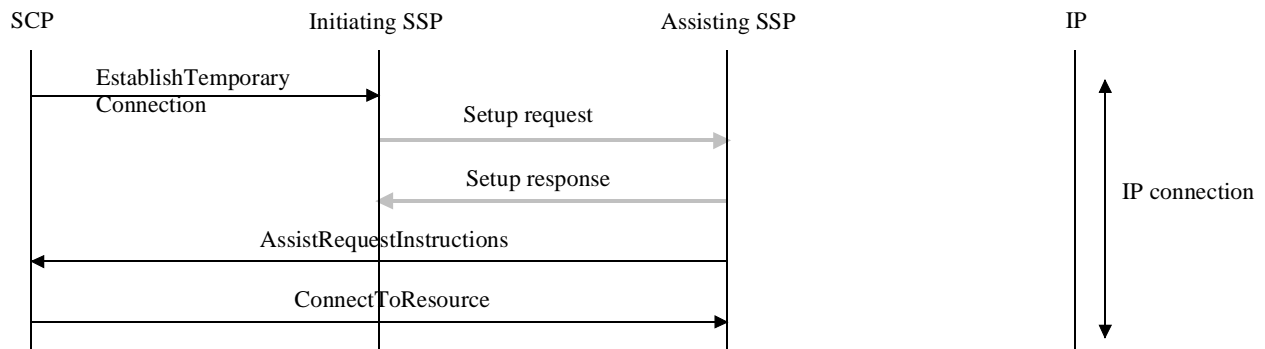 SCP
Initiating SSP
Assisting SSP
IP
EstablishTemporary
Connection
Setup request
Setup response
IP connection
AssistRequestInstructions
ConnectToResource